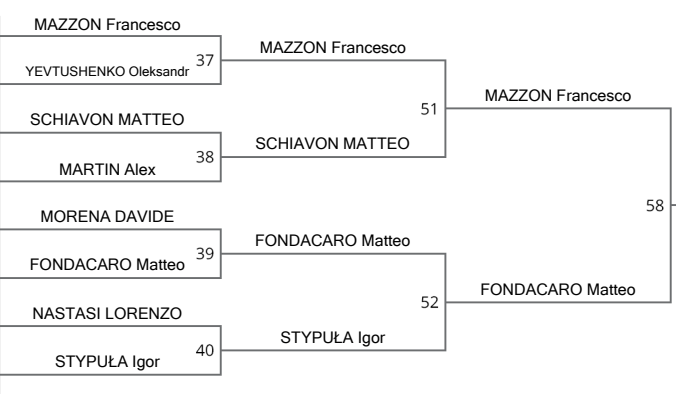 MAZZON Francesco
37
YEVTUSHENKO Oleksandr
SCHIAVON MATTEO
38
MARTIN Alex
MORENA DAVIDE
39
FONDACARO Matteo
NASTASI LORENZO
40
STYPUŁA Igor
MAZZON Francesco
51
SCHIAVON MATTEO
FONDACARO Matteo
52
STYPUŁA Igor
MAZZON Francesco
58
FONDACARO Matteo